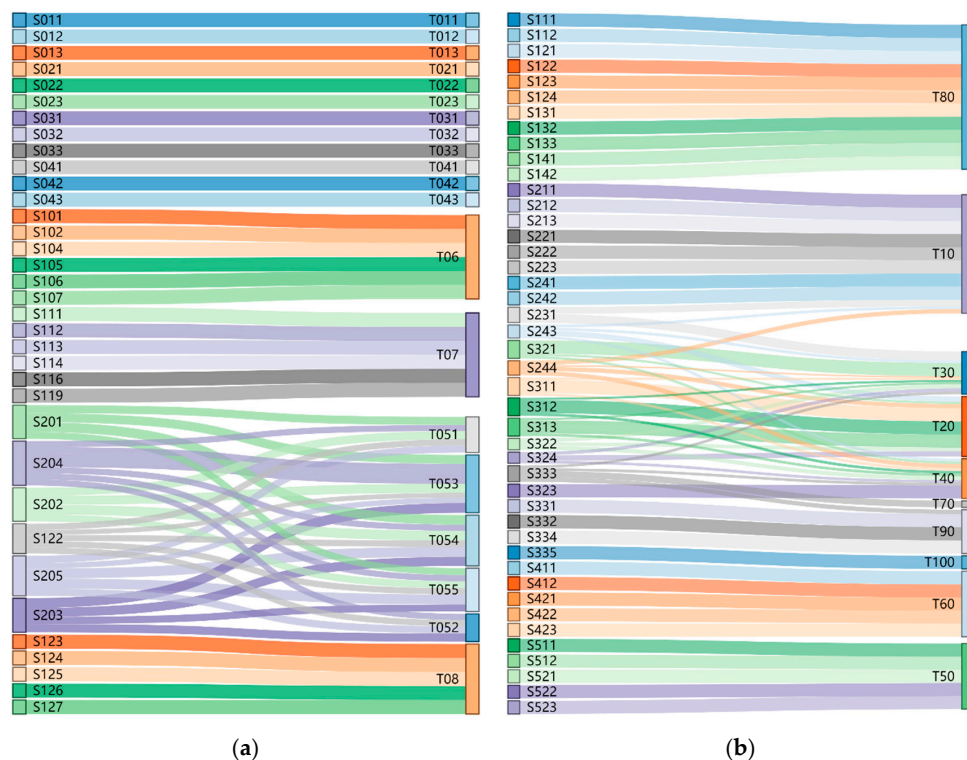 S011
S012
S013
S021
S022
S023
S031
S032
S033
S041
S042
S043
S101
S102
S104
S105
S106
S107
S111
S112
S113
S114
S116
S119
S201
S204
S202
S122
S205
S203
S123
S124
S125
S126
S127
T011
T012
T013
T021
T022
T023
T031
T032
T033
T041
T042
T043
T06
T07
T051
T053
T054
T055
T052
T08
(a)
S111
S112
S121
S122
S123
S124
S131
S132
S133
S141
S142
S211
S212
S213
S221
S222
S223
S241
S242
S231
S243
S321
S244
S311
S312
S313
S322
S324
S333
S323
S331
S332
S334
S335
S411
S412
S421
S422
S423
S511
S512
S521
S522
S523
T80
T10
T30
T20
T40
T70
T90
T100
T60
T50
(b)